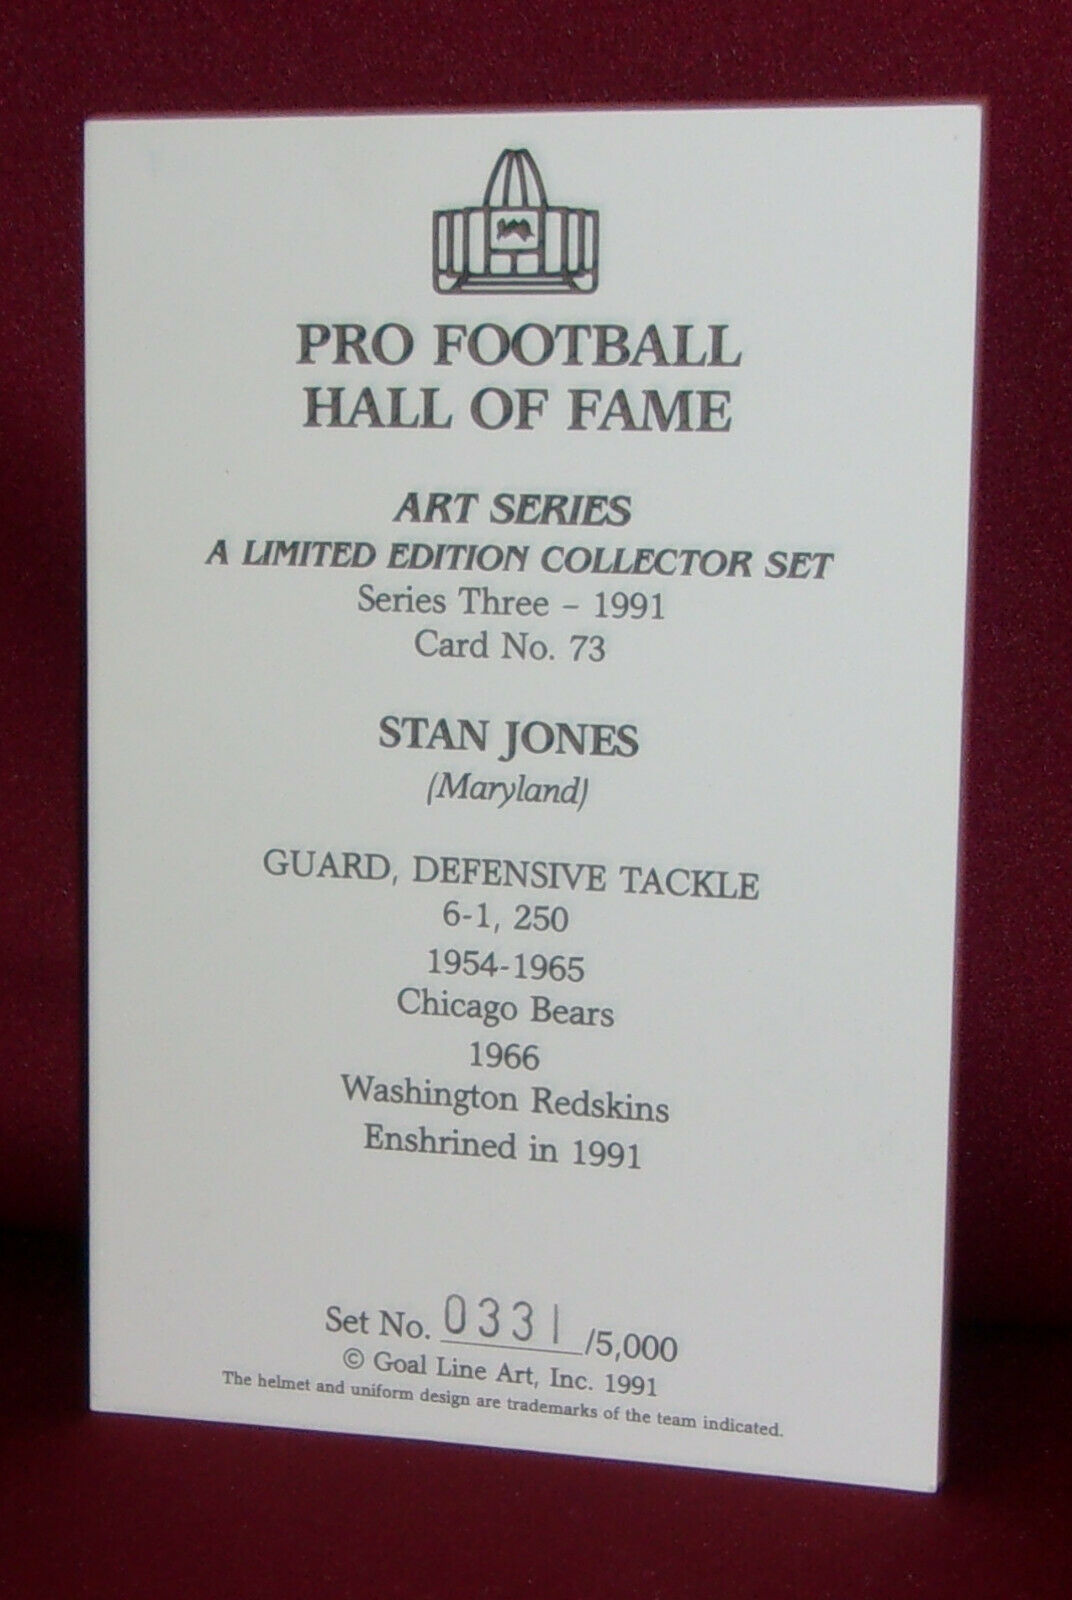 PRO FOOTBALL
HALL OF FAME
ART SERIES
A LIMITED EDITION COLLECTOR SET
Series Three – 1991
Card No. 73
STAN JONES
(Maryland)
GUARD, DEFENSIVE TACKLE
6-1, 250
1954-1965
Chicago Bears
1966
Washington Redskins
Enshrined in 1991
Set No. 0331 /5,000
© Goal Line Art, Inc. 1991
The helmet and uniform design are trademarks of the team indicated.